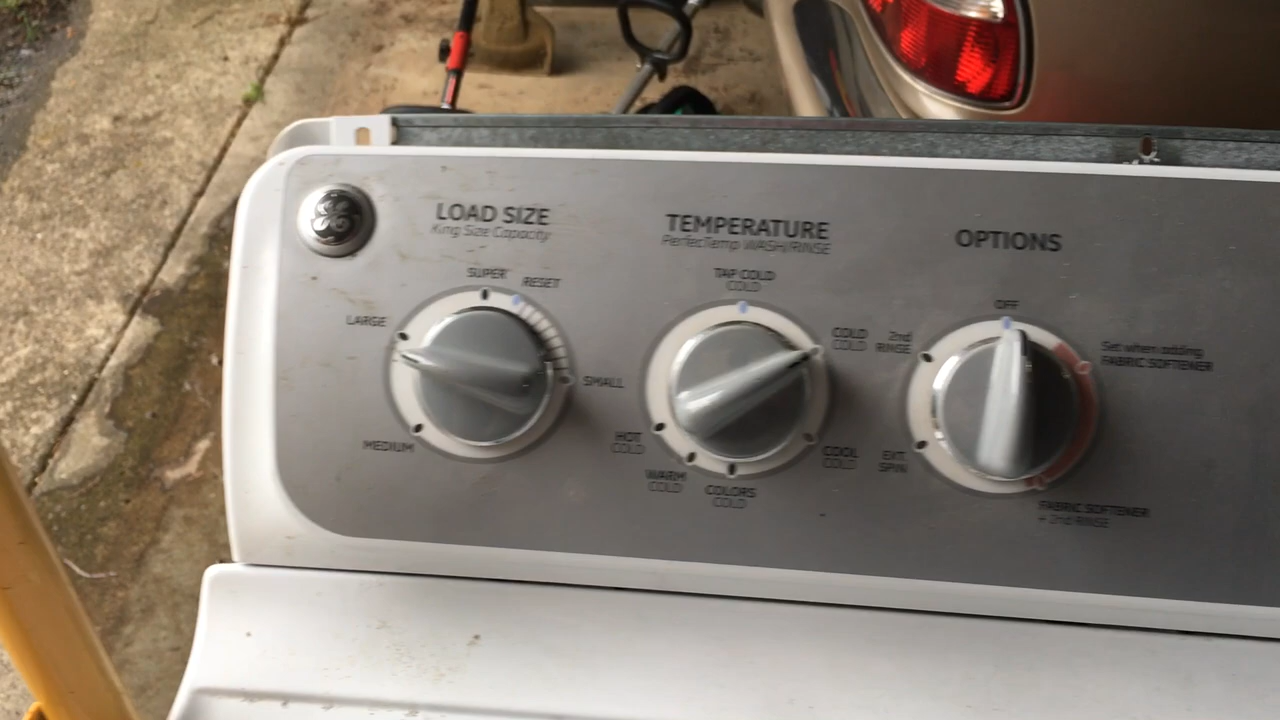 LOAD SIZE
King Size Capacity
SUPER
RESET
LARGE
SMALL
MEDIUM
TEMPERATURE
PerfecTemp WASH/RINSE
TAP COLD
COLD
COLD
COLD
COOL
COLD
COLORS
COLD
WARM
COLD
HOT
COLD
OPTIONS
OFF
2nd
RINSE
Set when adding
FABRIC SOFTENER
EXT.
SPIN
FABRIC SOFTENER
+ 2nd RINSE